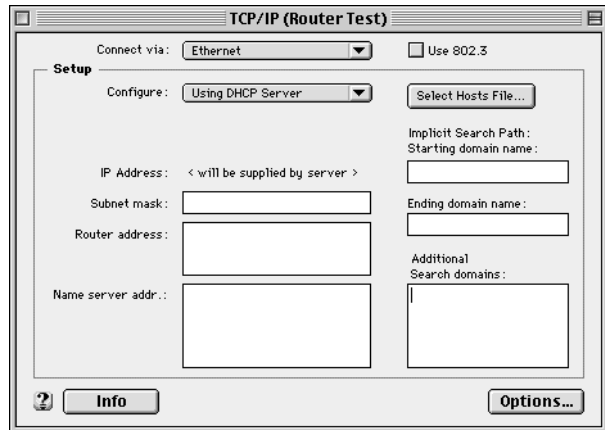 TCP/IP (Router Test)
Connect via: Ethernet
Use 802.3
Setup
Configure: Using DHCP Server
Select Hosts File...
Implicit Search Path:
Starting domain name:
IP Address: < will be supplied by server >
Subnet mask:
Ending domain name:
Router address:
Additional
Search domains:
Name server addr.:
?
Info
Options...